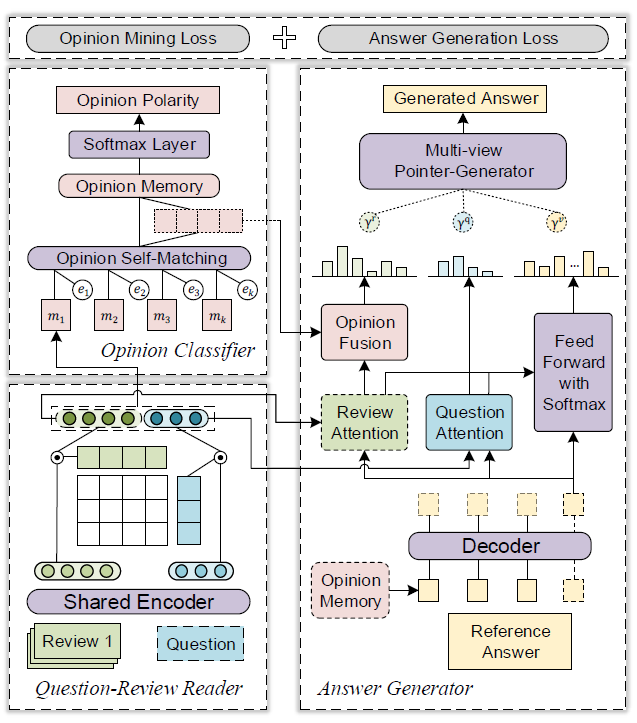 Opinion Mining Loss
Answer Generation Loss
Opinion Polarity
Softmax Layer
Opinion Memory
Opinion Self-Matching
e1
e2
e3
ek
m1
m2
m3
mk
Opinion Classifier
Shared Encoder
Review 1
Question
Question-Review Reader
Generated Answer
Multi-view
Pointer-Generator
γr
γq
γv
...
Opinion
Fusion
Feed
Forward
with
Softmax
Review
Attention
Question
Attention
Decoder
Opinion
Memory
Reference
Answer
Answer Generator